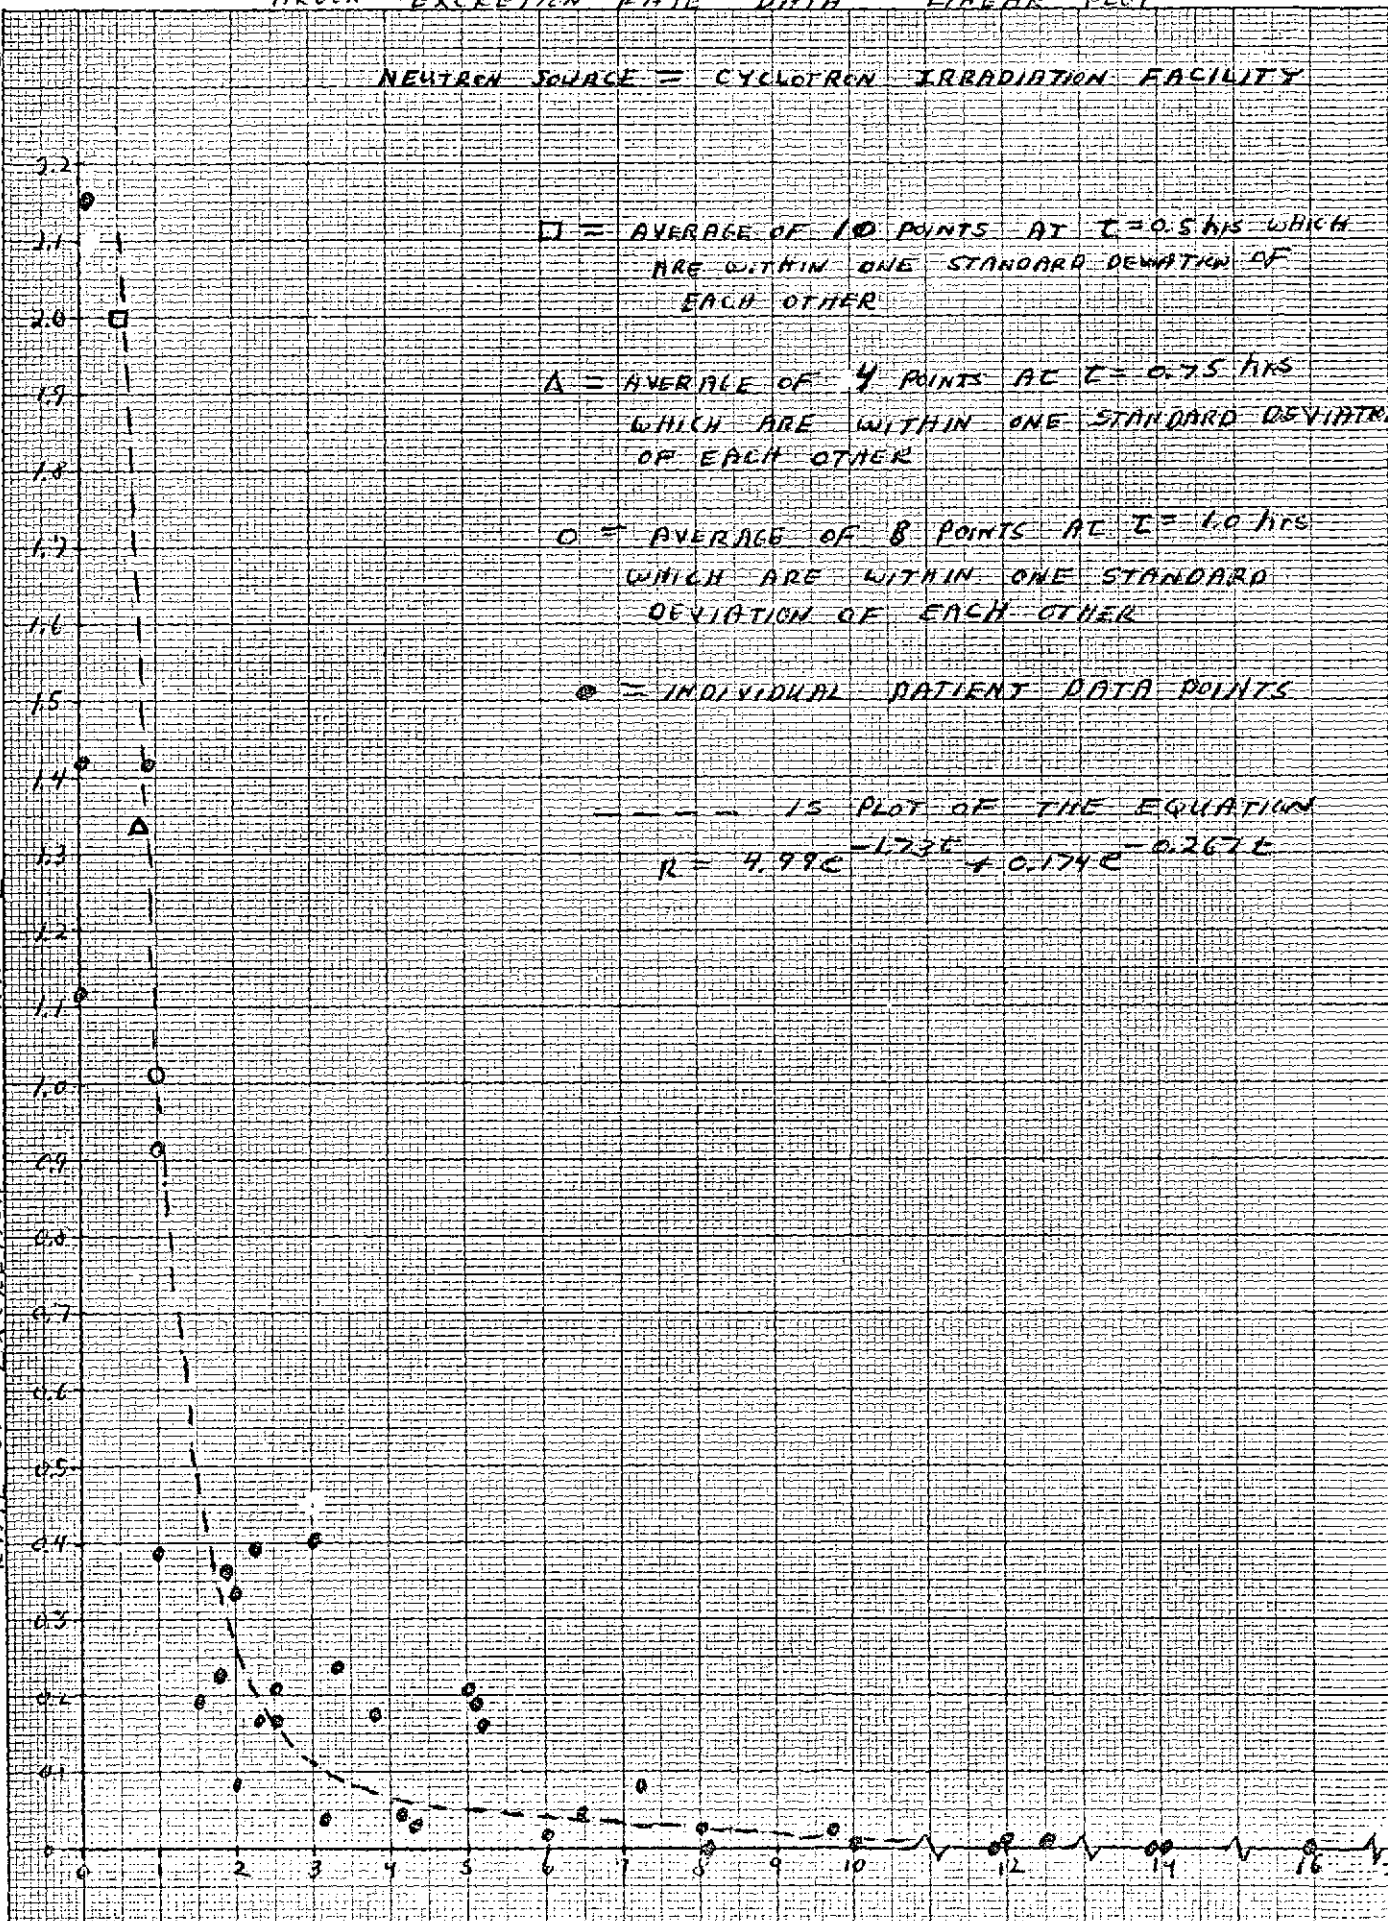 EXCRETION RATE DATA LINEAR PLOT
NEUTRON SOURCE = CYCLOTRON IRRADIATION FACILITY
□ = AVERAGE OF 10 POINTS AT t=0.5 hrs WHICH
ARE WITHIN ONE STANDARD DEVIATION OF
EACH OTHER
Δ = AVERAGE OF 4 POINTS AT t=0.75 hrs
WHICH ARE WITHIN ONE STANDARD DEVIATION
OF EACH OTHER
O = AVERAGE OF 8 POINTS AT t=1.0 hrs
WHICH ARE WITHIN ONE STANDARD
DEVIATION OF EACH OTHER
● = INDIVIDUAL PATIENT DATA POINTS
----- IS PLOT OF THE EQUATION
R = 4.99e^-1.73t + 0.174e^-0.267t
2.2
2.1
2.0
1.9
1.8
1.7
1.6
1.5
1.4
1.3
1.2
1.1
1.0
0.9
0.8
0.7
0.6
0.5
0.4
0.3
0.2
0.1
0
0 1 2 3 4 5 6 7 8 9 10 12 14 16